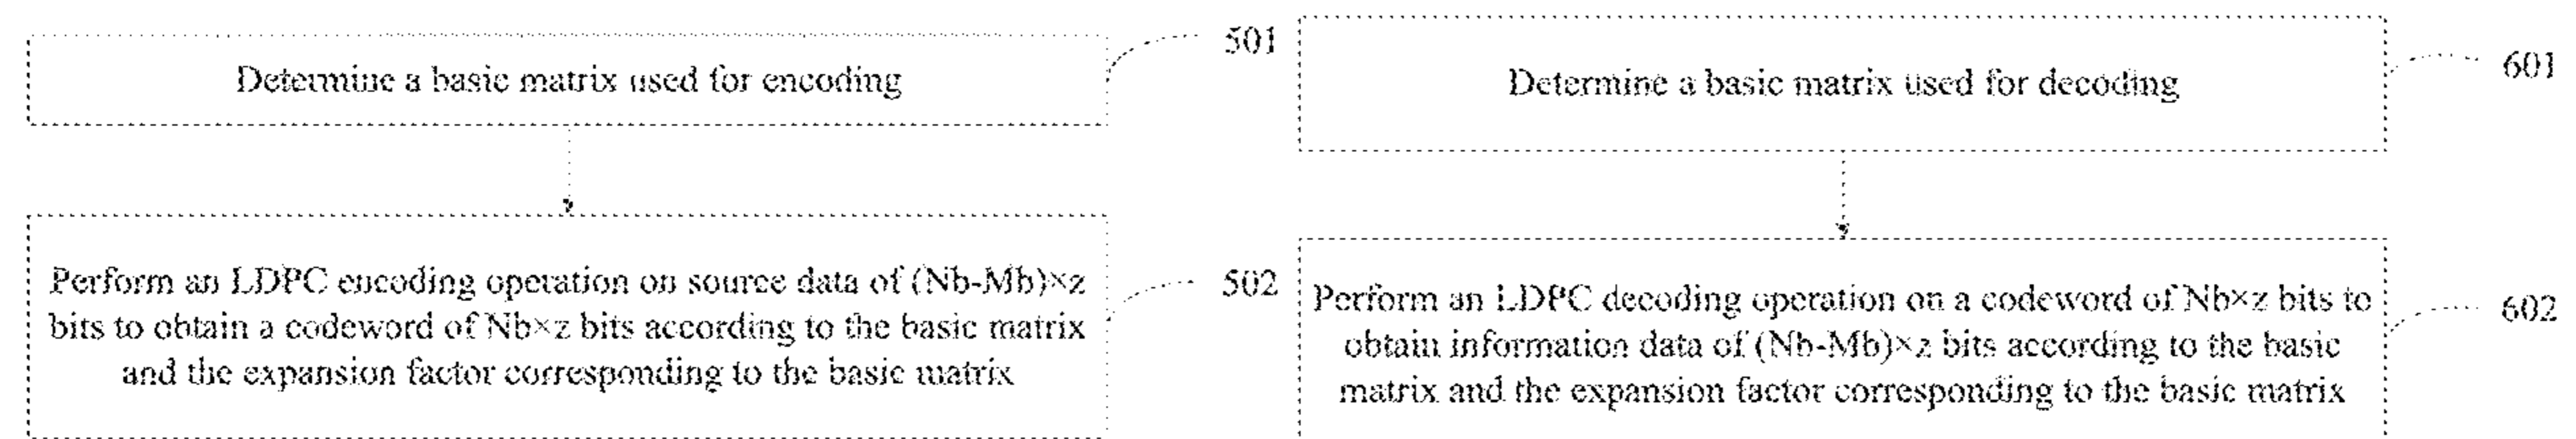 Determine a basic matrix used for encoding
501
Perform an LDPC encoding operation on source data of (Nb-Mb)×z
bits to obtain a codeword of Nb×z bits according to the basic matrix
and the expansion factor corresponding to the basic matrix
502
Determine a basic matrix used for decoding
601
Perform an LDPC decoding operation on a codeword of Nb×z bits to
obtain information data of (Nb-Mb)×z bits according to the basic
matrix and the expansion factor corresponding to the basic matrix
602